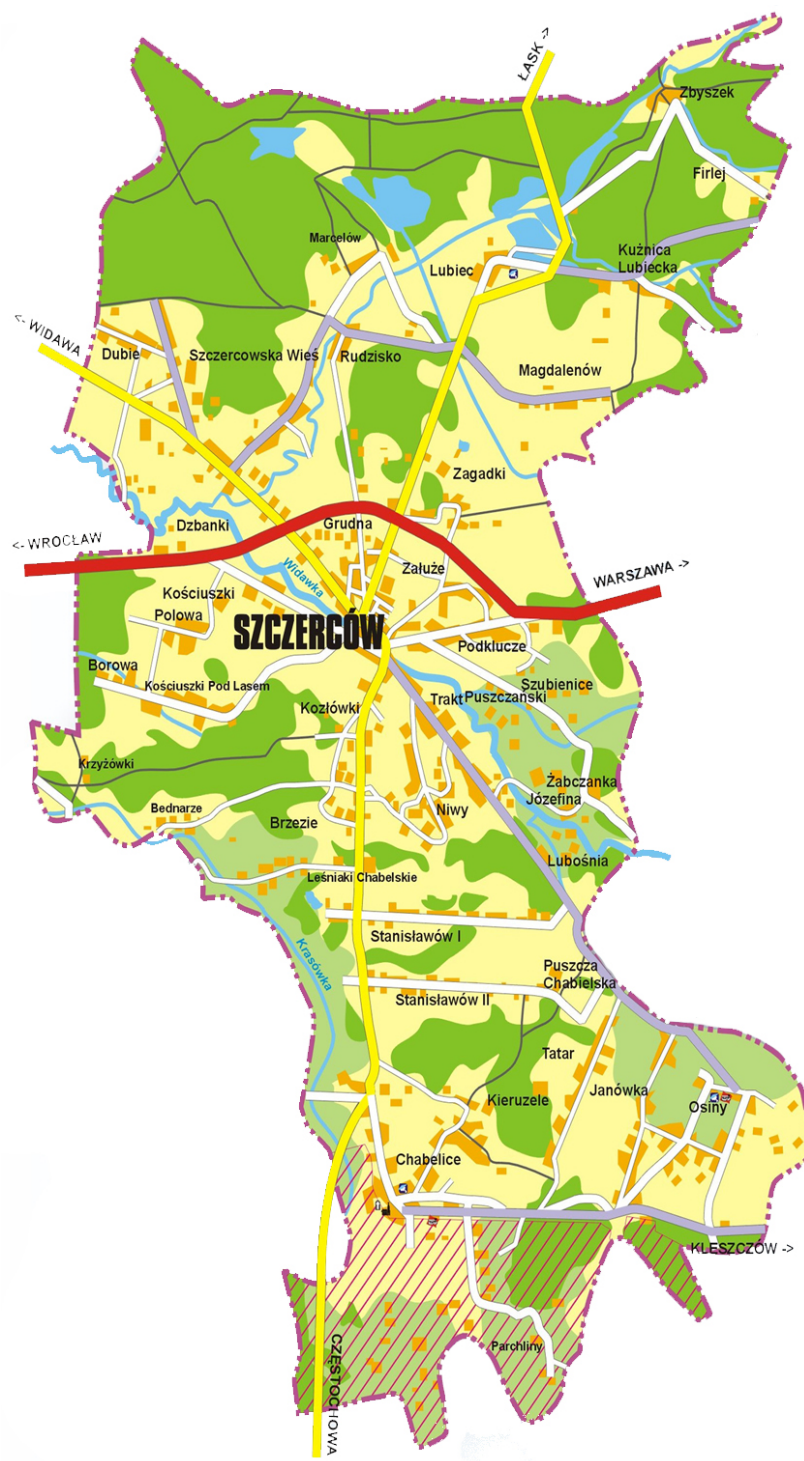 ŁASK ->
Zbyszek
Firlej
Marcelów
Kuźnica
Lubiecka
Lubiec
<- WIDAWA
Dubie
Szczercowska Wieś
Rudzisko
Magdalenów
Zagadki
Dzbanki
Grudna
<- WROCŁAW
Widawka
Załuże
WARSZAWA ->
Kościuszki
Polowa
SZCZERCÓW
Podklucze
Borowa
Kościuszki Pod Lasem
Szubienice
Trakt Puszczański
Kozłówki
Krzyżówki
Żabczanka
Józefina
Bednarze
Brzezie
Niwy
Lubośnia
Leśniaki Chabelskie
Stanisławów I
Krasówka
Puszcza
Chabielska
Stanisławów II
Tatar
Janówka
Kieruzele
Osiny
Chabelice
KLESZCZÓW ->
Parchliny
CZĘSTOCHOWA